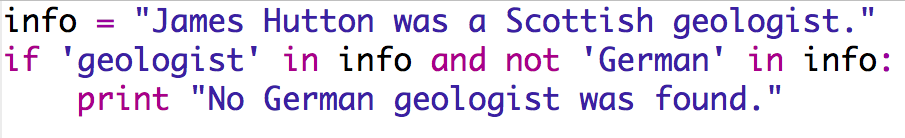 info = "James Hutton was a Scottish geologist."
if 'geologist' in info and not 'German' in info:
    print "No German geologist was found."